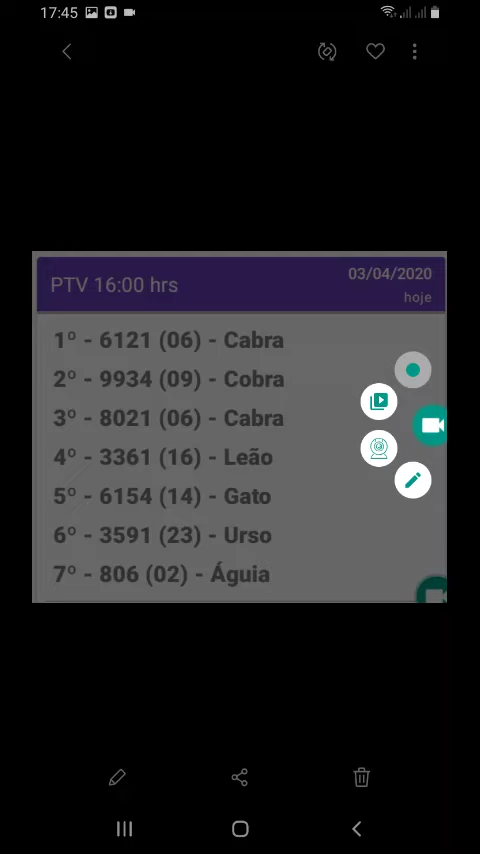 17:45
PTV 16:00 hrs
03/04/2020
hoje
1º - 6121 (06) - Cabra
2º - 9934 (09) - Cobra
3º - 8021 (06) - Cabra
4º - 3361 (16) - Leão
5º - 6154 (14) - Gato
6º - 3591 (23) - Urso
7º - 806 (02) - Águia